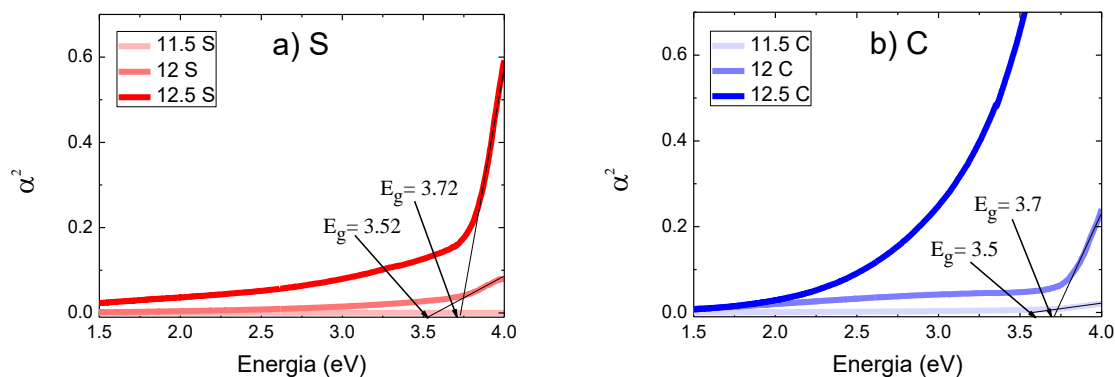 a) S
11.5 S
12 S
12.5 S
α²
0.6
0.4
0.2
0.0
E_g= 3.72
E_g= 3.52
1.5 2.0 2.5 3.0 3.5 4.0
Energia (eV)
b) C
11.5 C
12 C
12.5 C
α²
0.6
0.4
0.2
0.0
E_g= 3.7
E_g= 3.5
1.5 2.0 2.5 3.0 3.5 4.0
Energia (eV)